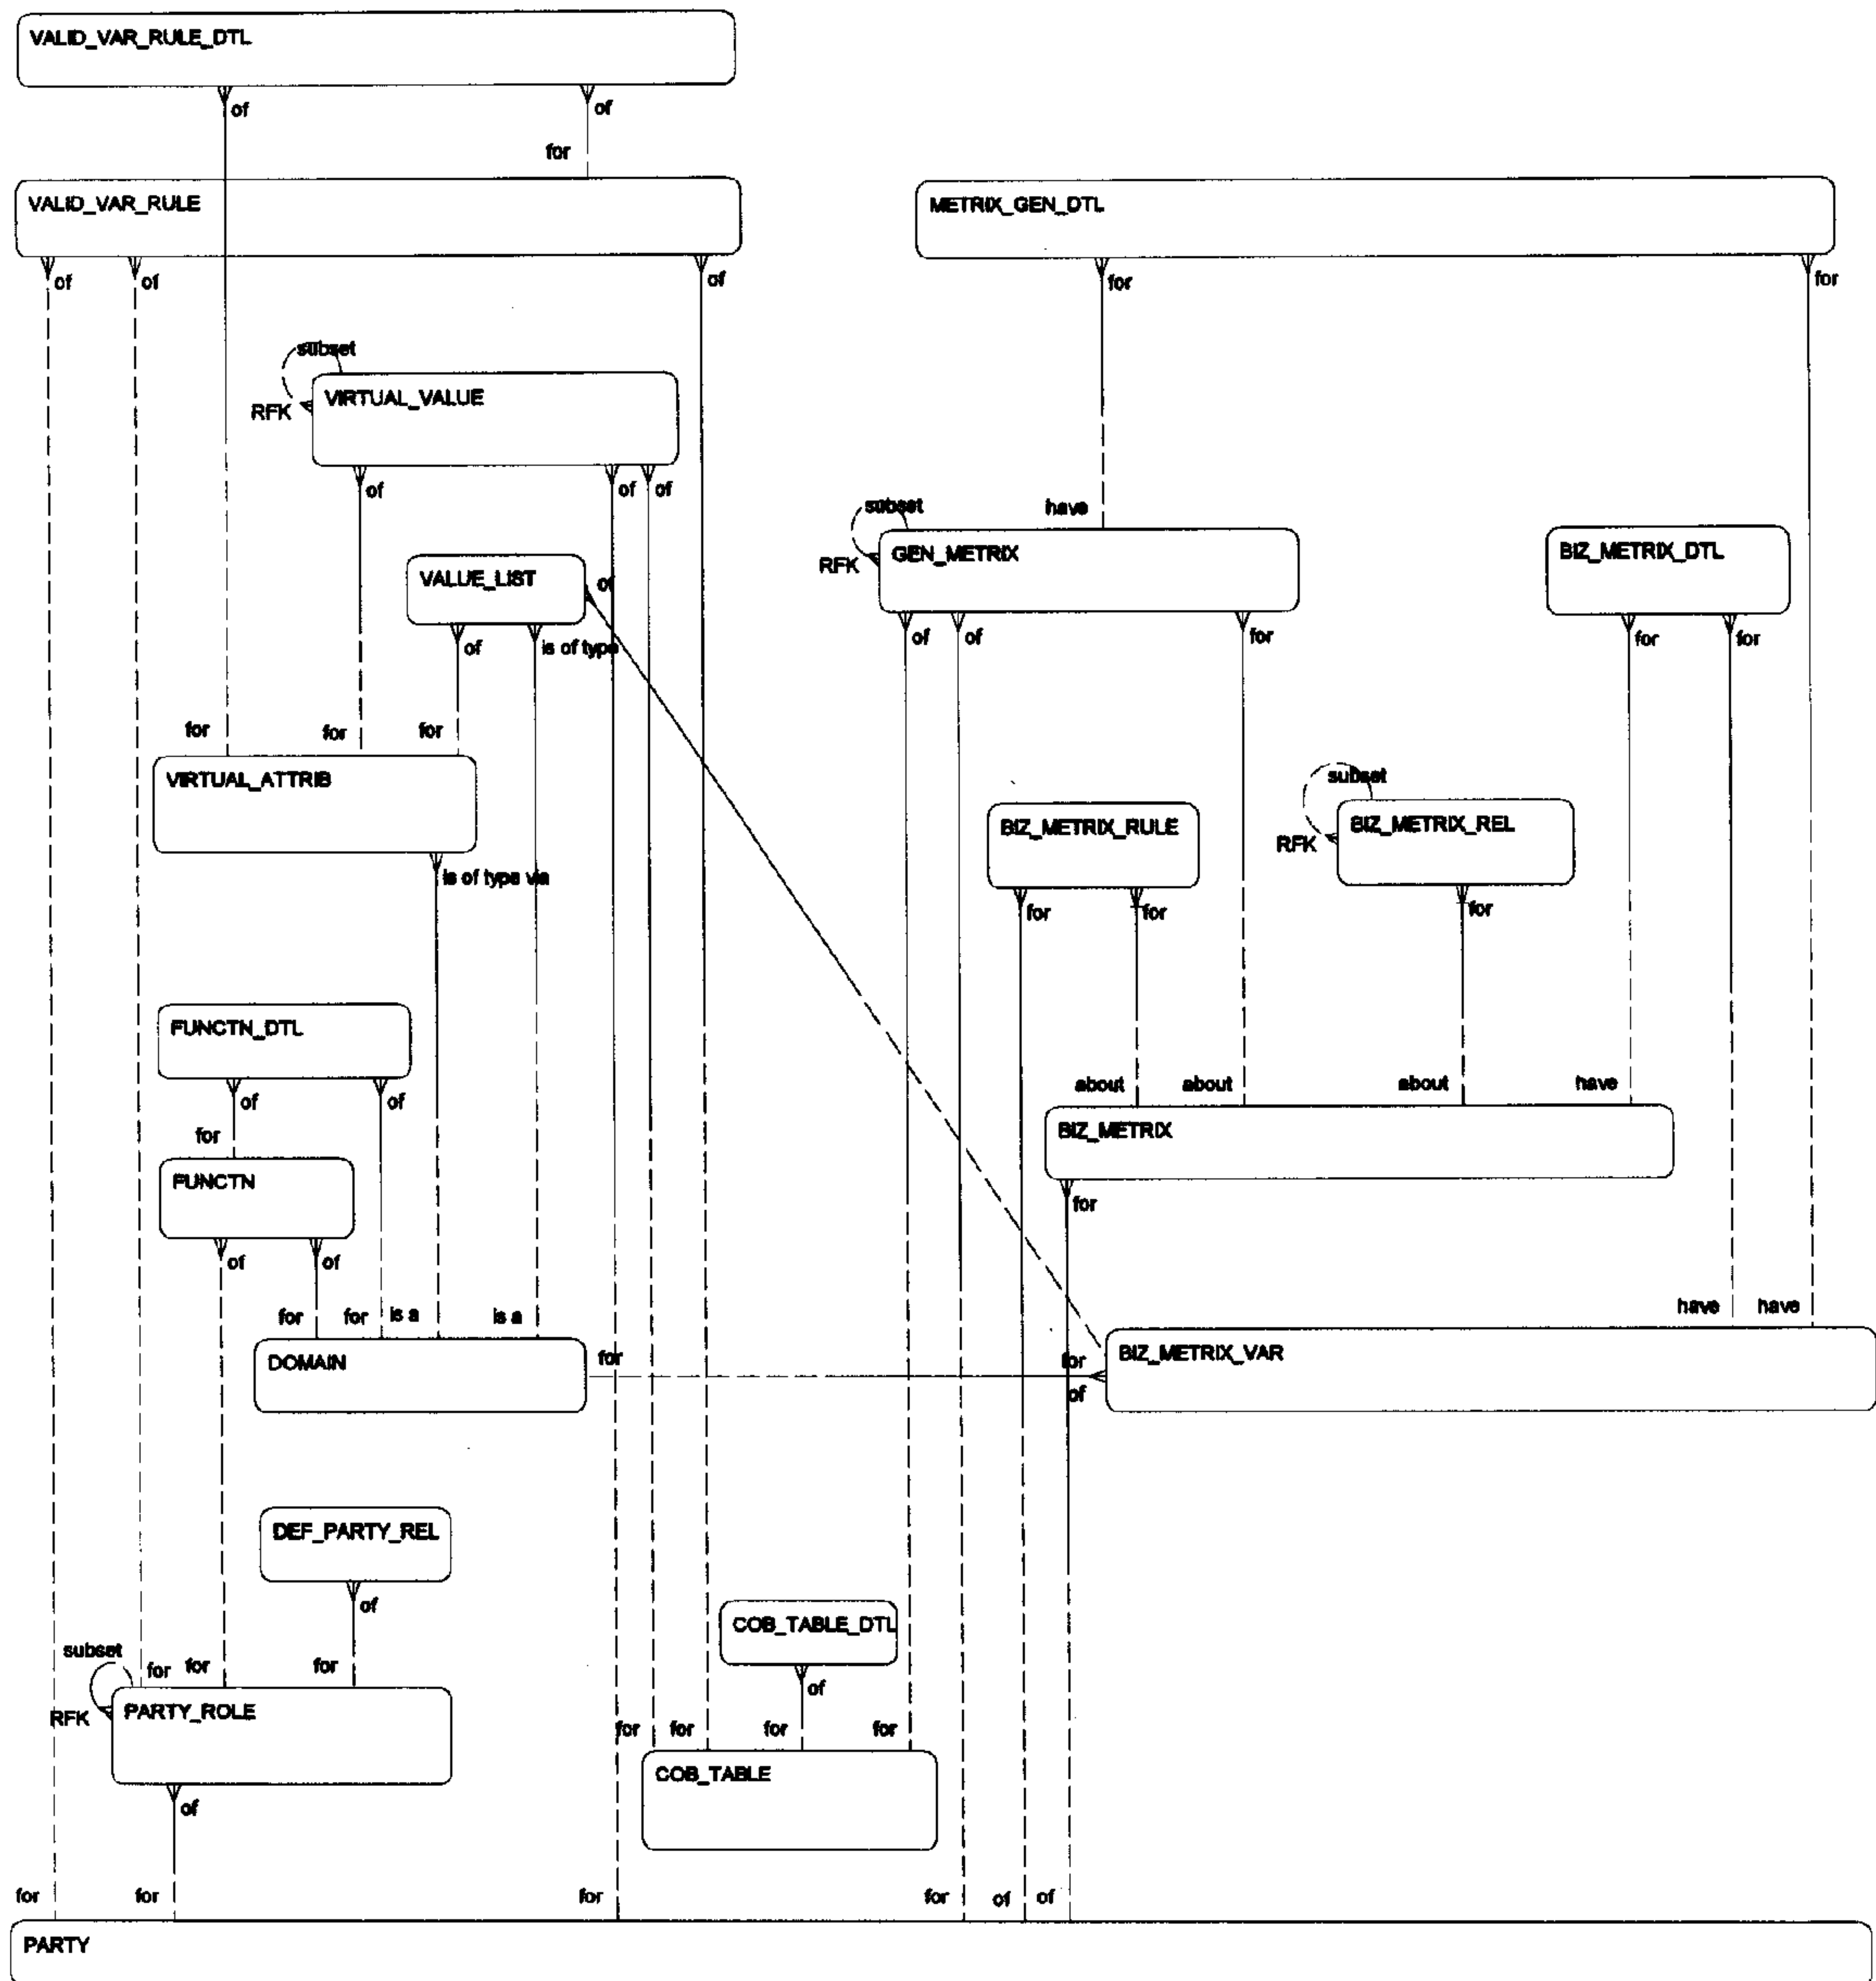 VALID_VAR_RULE_DTL
of
of
for
VALID_VAR_RULE
METRIX_GEN_DTL
of
of
of
for
for
subset
RFK
VIRTUAL_VALUE
of
of
of
subset
have
RFK
GEN_METRIX
BIZ_METRIX_DTL
VALUE_LIST
of
of
is of type
of
of
for
for
for
for
for
for
VIRTUAL_ATTRIB
is of type via
subset
RFK
BIZ_METRIX_RULE
BIZ_METRIX_REL
for
for
for
FUNCTN_DTL
of
of
about
about
about
have
for
BIZ_METRIX
FUNCTN
for
of
of
for
for
is a
is a
have
have
DOMAIN
for
for
BIZ_METRIX_VAR
of
DEF_PARTY_REL
of
COB_TABLE_DTL
of
subset
for
for
for
RFK
PARTY_ROLE
for
for
for
for
COB_TABLE
of
for
for
for
for
of
of
PARTY